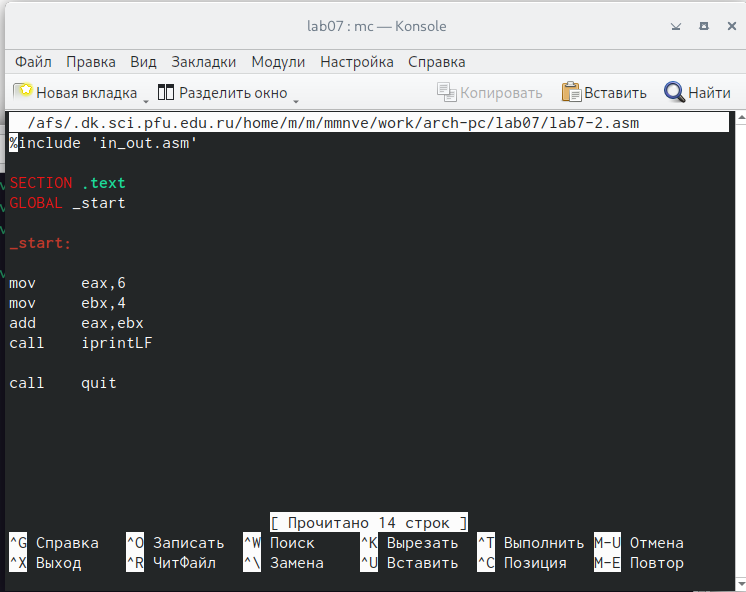 lab07 : mc — Konsole
Файл Правка Вид Закладки Модули Настройка Справка
Новая вкладка Разделить окно Копировать Вставить Найти
/afs/.dk.sci.pfu.edu.ru/home/m/m/mmnve/work/arch-pc/lab07/lab7-2.asm
%include 'in_out.asm'
SECTION .text
GLOBAL _start
_start:
mov eax,6
mov ebx,4
add eax,ebx
call iprintLF
call quit
[ Прочитано 14 строк ]
^G Справка ^O Записать ^W Поиск ^K Вырезать ^T Выполнить M-U Отмена
^X Выход ^R ЧитФайл ^\ Замена ^U Вставить ^C Позиция M-E Повтор